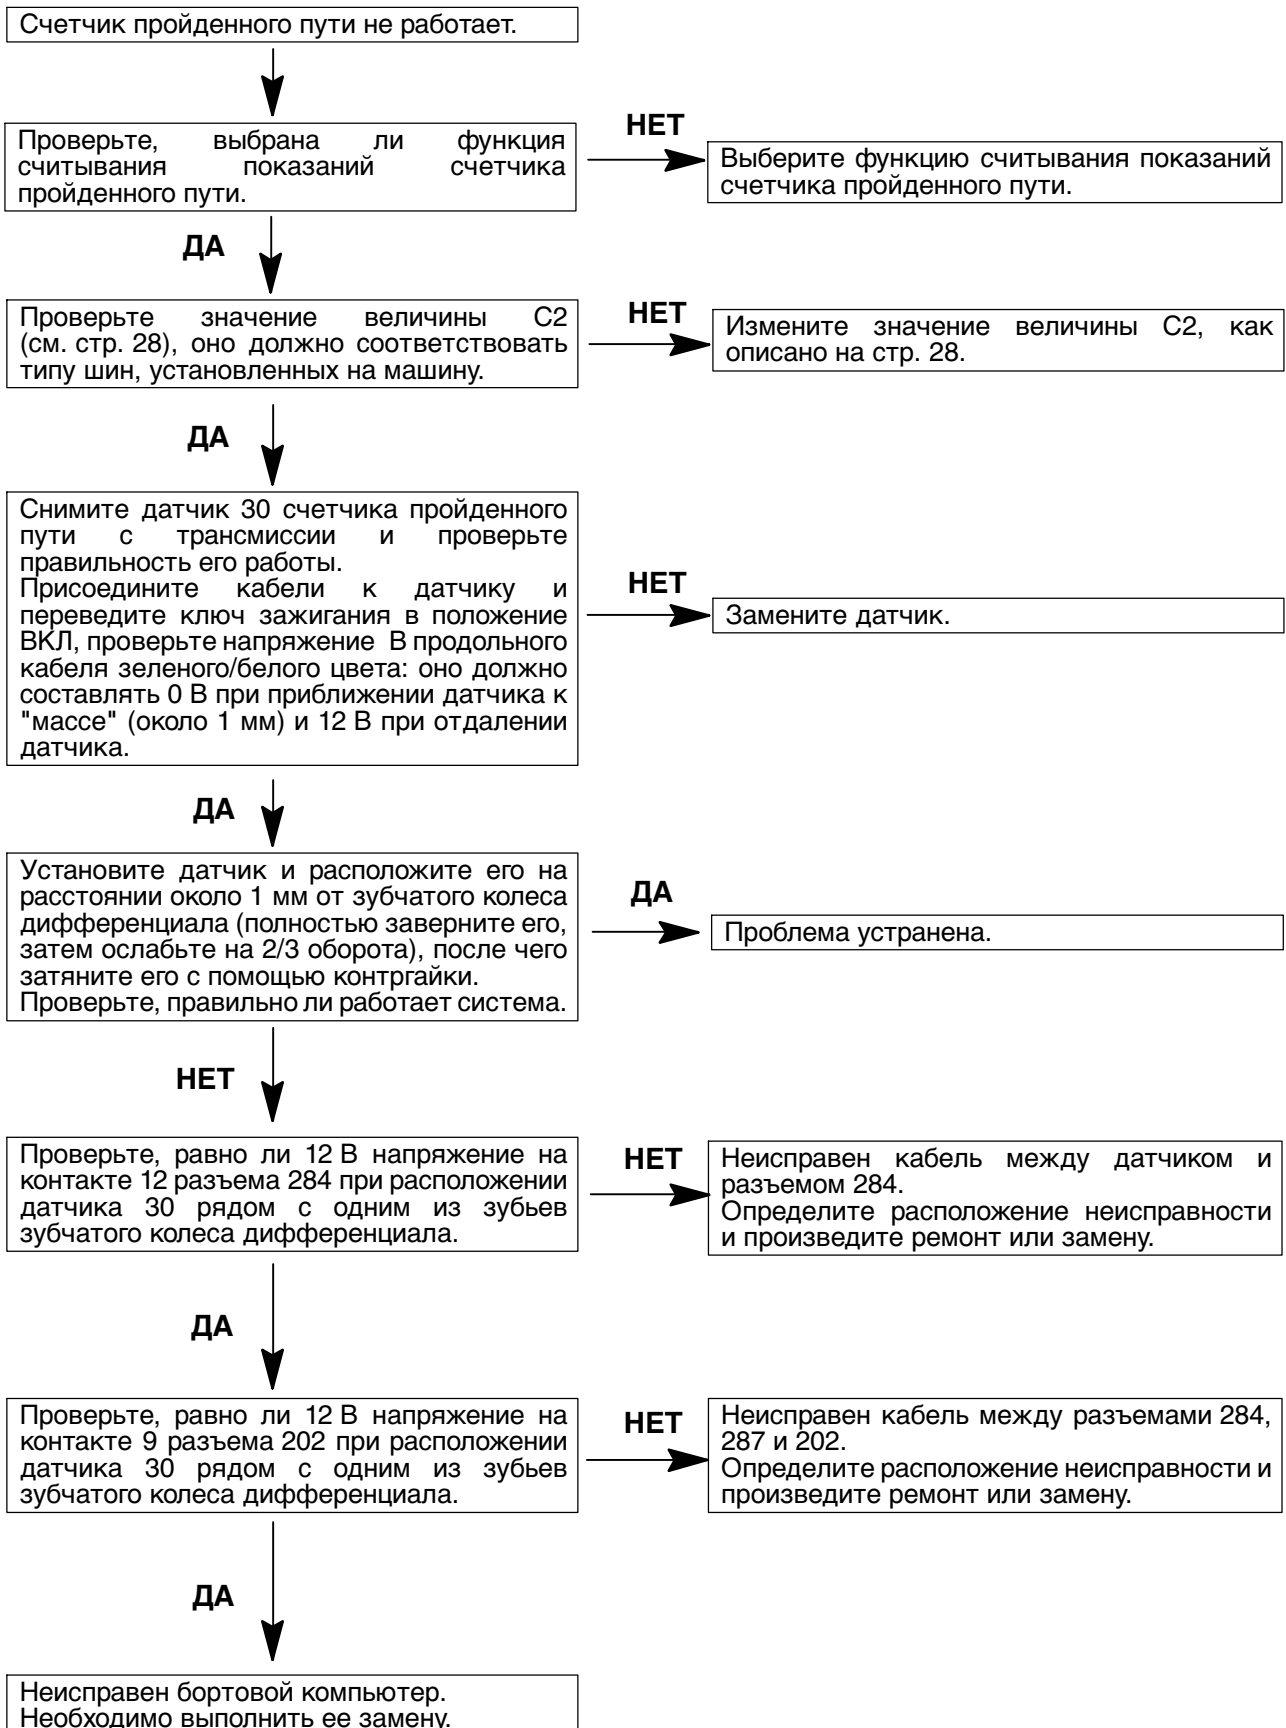 Счетчик пройденного пути не работает.
Проверьте, выбрана ли функция
считывания показаний счетчика
пройденного пути.
НЕТ
Выберите функцию считывания показаний
счетчика пройденного пути.
ДА
Проверьте значение величины С2
(см. стр. 28), оно должно соответствовать
типу шин, установленных на машину.
НЕТ
Измените значение величины С2, как
описано на стр. 28.
ДА
Снимите датчик 30 счетчика пройденного
пути с трансмиссии и проверьте
правильность его работы.
Присоедините кабели к датчику и
переведите ключ зажигания в положение
ВКЛ, проверьте напряжение В продольного
кабеля зеленого/белого цвета: оно должно
составлять 0 В при приближении датчика к
"массе" (около 1 мм) и 12 В при отдалении
датчика.
НЕТ
Замените датчик.
ДА
Установите датчик и расположите его на
расстоянии около 1 мм от зубчатого колеса
дифференциала (полностью заверните его,
затем ослабьте на 2/3 оборота), после чего
затяните его с помощью контргайки.
Проверьте, правильно ли работает система.
ДА
Проблема устранена.
НЕТ
Проверьте, равно ли 12 В напряжение на
контакте 12 разъема 284 при расположении
датчика 30 рядом с одним из зубьев
зубчатого колеса дифференциала.
НЕТ
Неисправен кабель между датчиком и
разъемом 284.
Определите расположение неисправности
и произведите ремонт или замену.
ДА
Проверьте, равно ли 12 В напряжение на
контакте 9 разъема 202 при расположении
датчика 30 рядом с одним из зубьев
зубчатого колеса дифференциала.
НЕТ
Неисправен кабель между разъемами 284,
287 и 202.
Определите расположение неисправности и
произведите ремонт или замену.
ДА
Неисправен бортовой компьютер.
Необходимо выполнить ее замену.